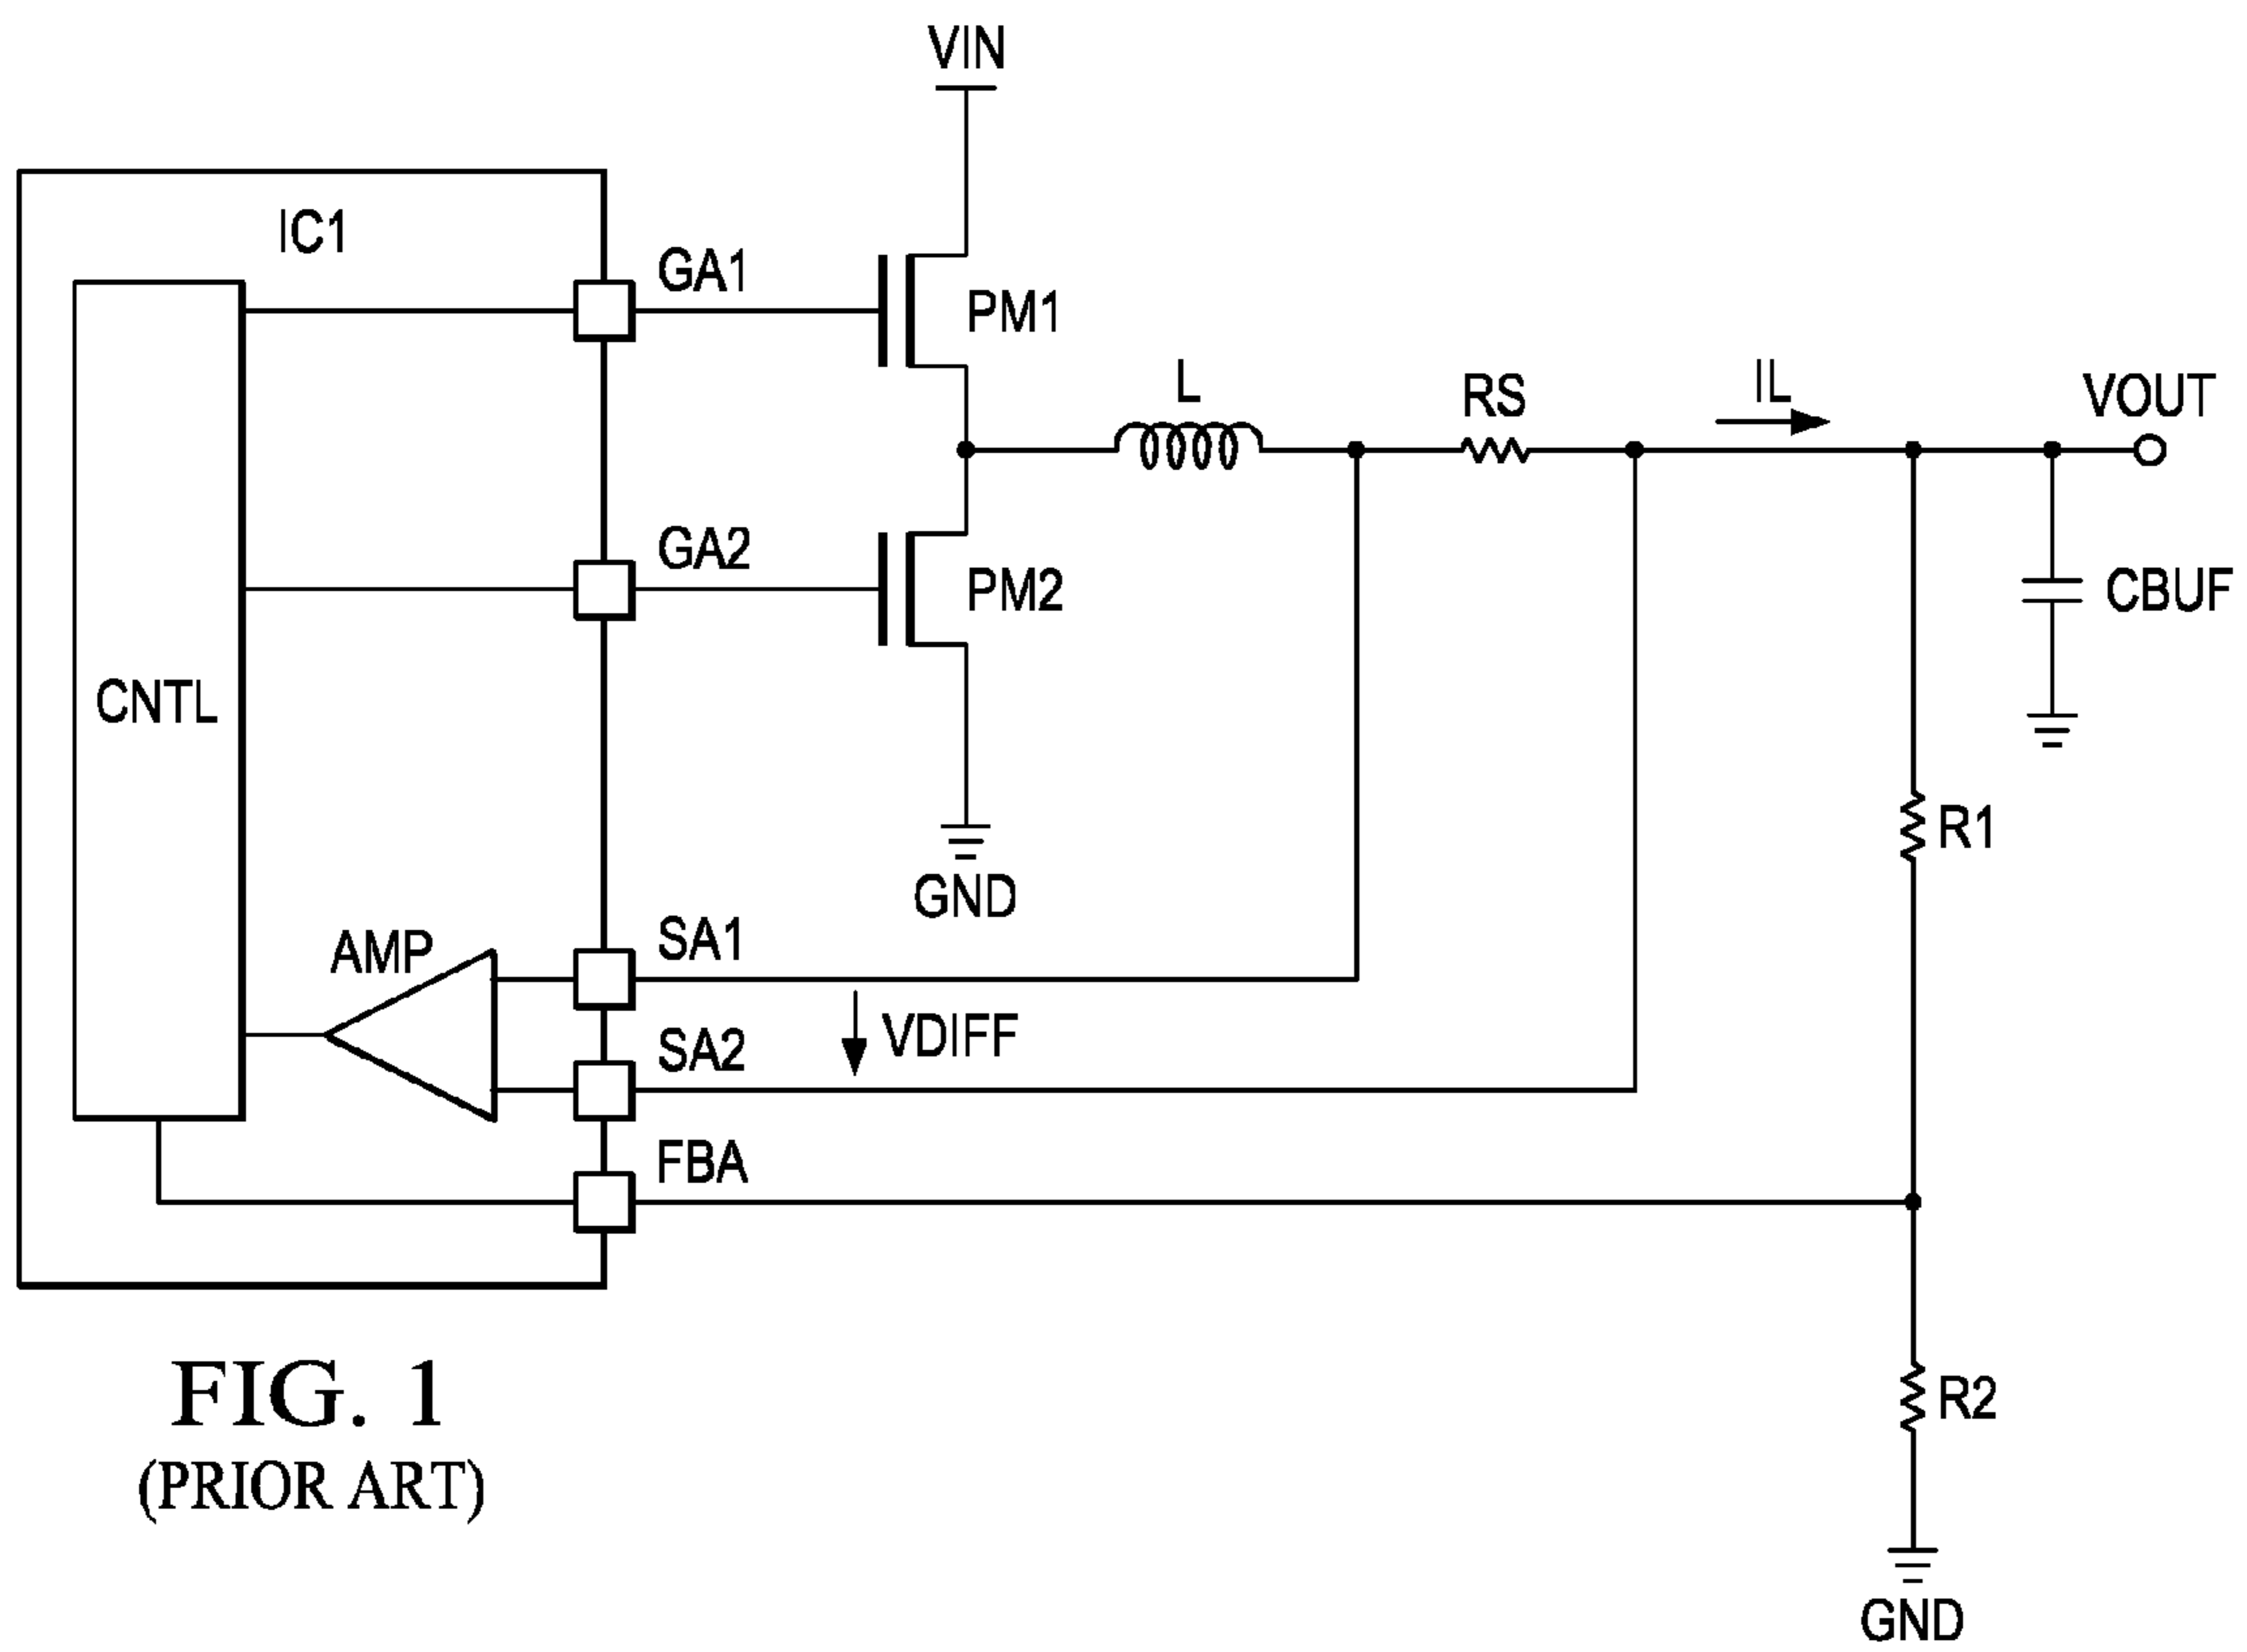 VIN
IC1
GA1
PM1
L
RS
IL
VOUT
GA2
PM2
CBUF
CNTL
R1
GND
AMP
SA1
VDIFF
SA2
FBA
R2
FIG. 1
(PRIOR ART)
GND